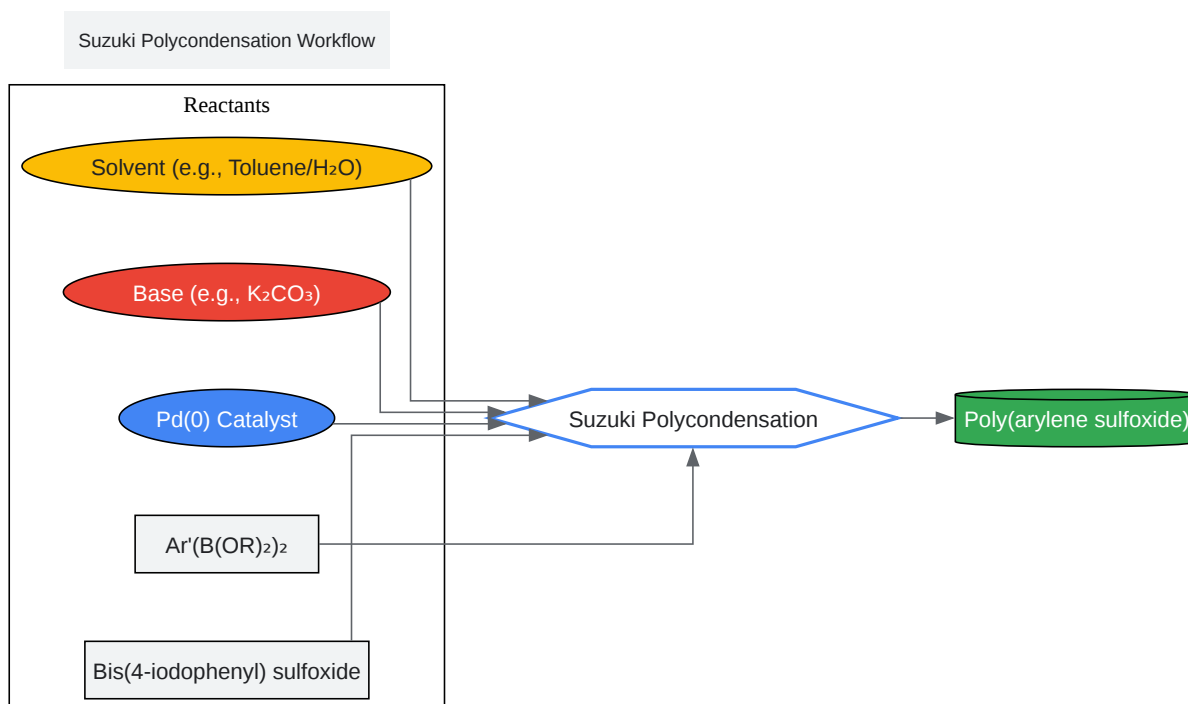 Suzuki Polycondensation Workflow
Reactants
Solvent (e.g., Toluene/H₂O)
Base (e.g., K₂CO₃)
Pd(0) Catalyst
Suzuki Polycondensation
Poly(arylene sulfoxide)
Ar'(B(OR)₂)₂
Bis(4-iodophenyl) sulfoxide